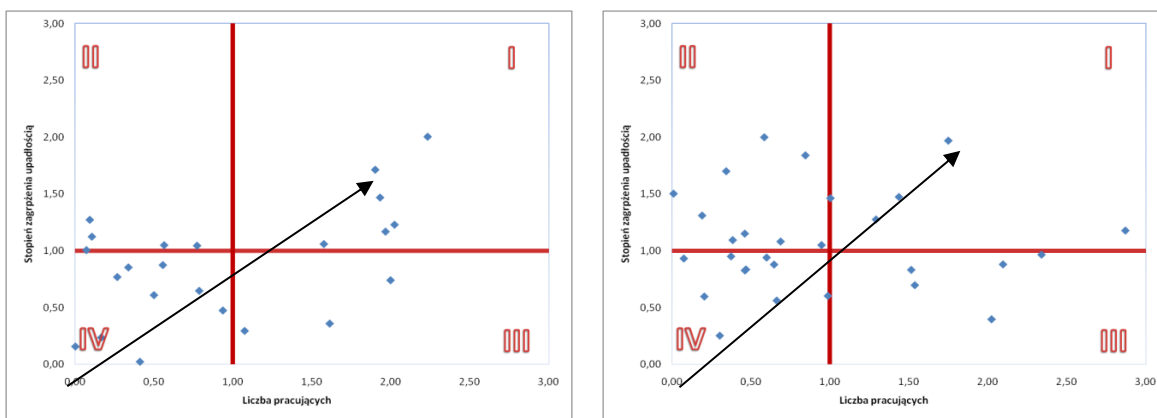 3,00
2,50
2,00
1,50
1,00
0,50
0,00
Stopień zagrpżenia upadłością
II
I
IV
III
0,00 0,50 1,00 1,50 2,00 2,50 3,00
Liczba pracujących
3,00
2,50
2,00
1,50
1,00
0,50
0,00
Stopień zagrpżenia upadłością
II
I
IV
III
0,00 0,50 1,00 1,50 2,00 2,50 3,00
Liczba pracujących